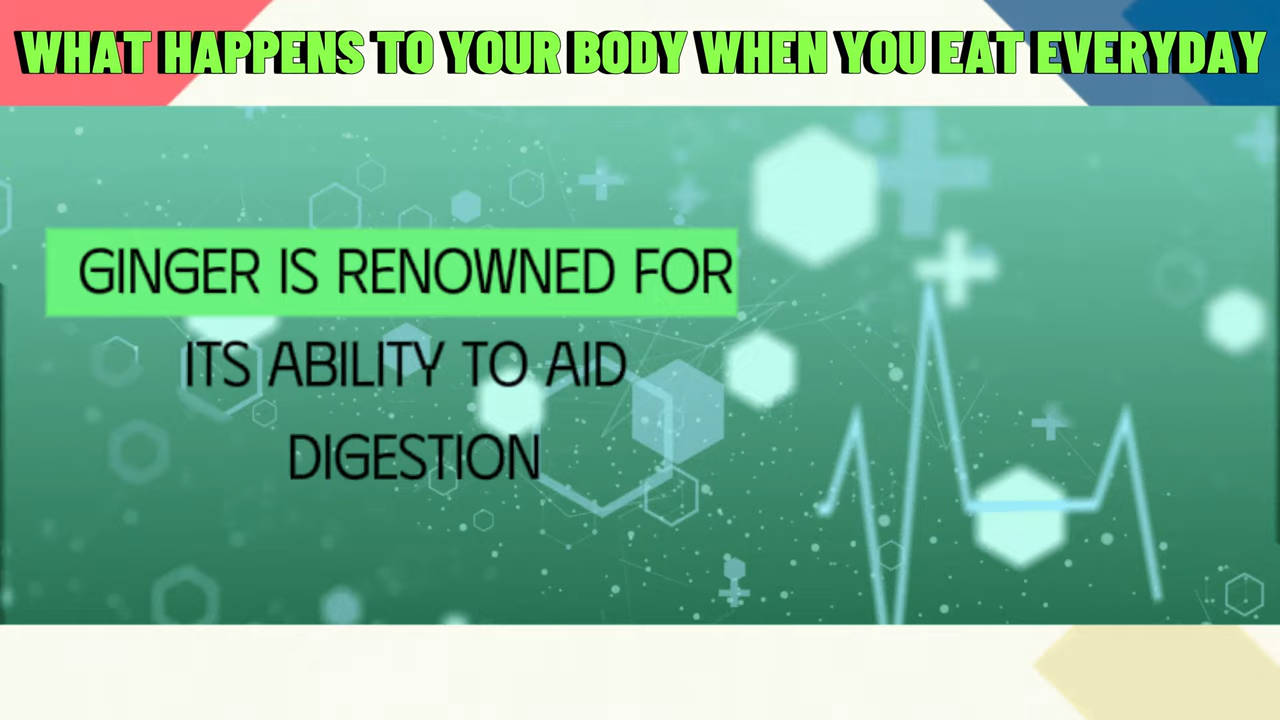 WHAT HAPPENS TO YOUR BODY WHEN YOU EAT EVERYDAY
GINGER IS RENOWNED FOR
ITS ABILITY TO AID
DIGESTION